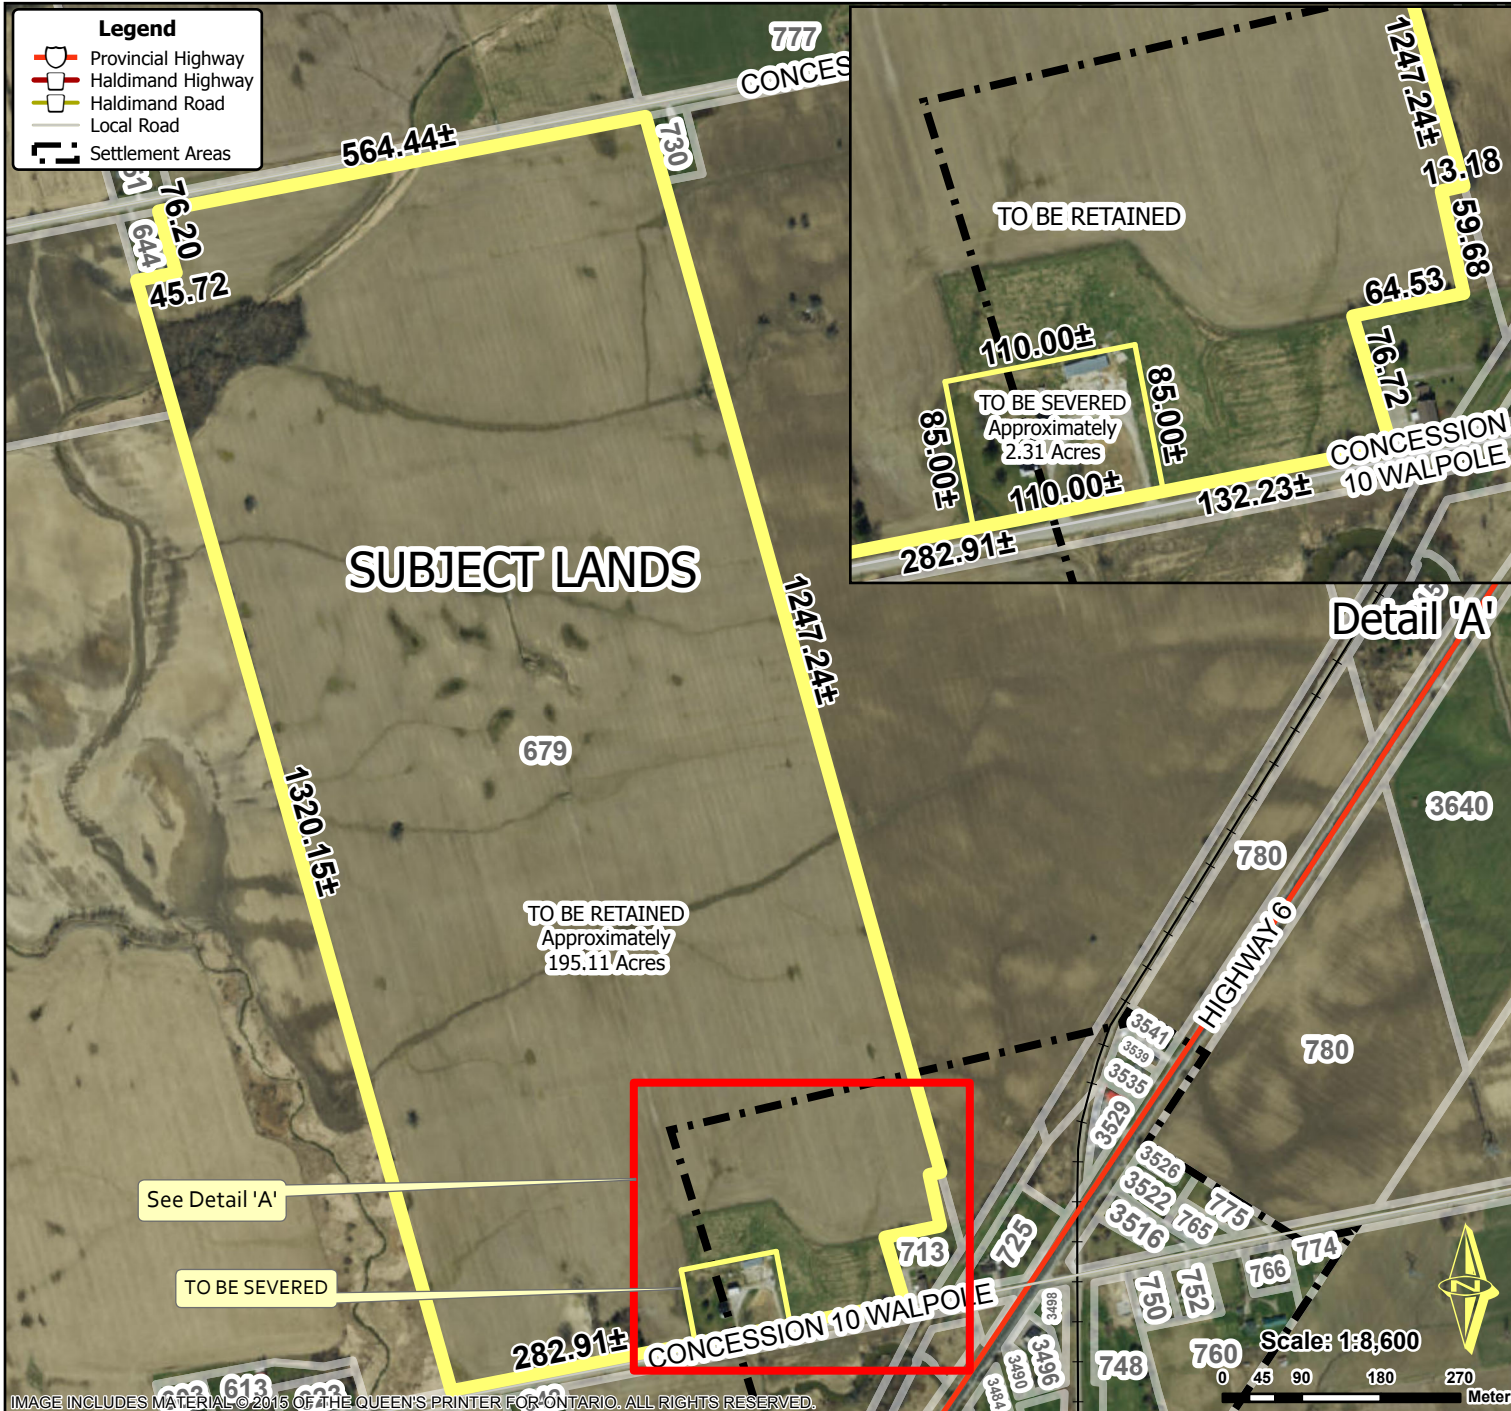 Legend
Provincial Highway
Haldimand Highway
Haldimand Road
Local Road
Settlement Areas
777
CONCES
564.44±
730
76.20
644
45.72
1247.24±
13.18
TO BE RETAINED
59.68
64.53
76.72
110.00±
85.00±
TO BE SEVERED
Approximately
2.31 Acres
85.00±
110.00±
132.23±
282.91±
CONCESSION
10 WALPOLE
Detail 'A'
SUBJECT LANDS
1247.24±
679
1320.15±
3640
780
HIGHWAY 6
TO BE RETAINED
Approximately
195.11 Acres
780
3541
3539
3535
3529
3526
3522
3516
765
775
774
766
752
750
725
713
See Detail 'A'
TO BE SEVERED
282.91±
CONCESSION 10 WALPOLE
3498
3496
3490
3484
748
760
613
Scale: 1:8,600
0 45 90 180 270
Meter
N
IMAGE INCLUDES MATERIAL © 2015 OF THE QUEEN'S PRINTER FOR ONTARIO. ALL RIGHTS RESERVED.